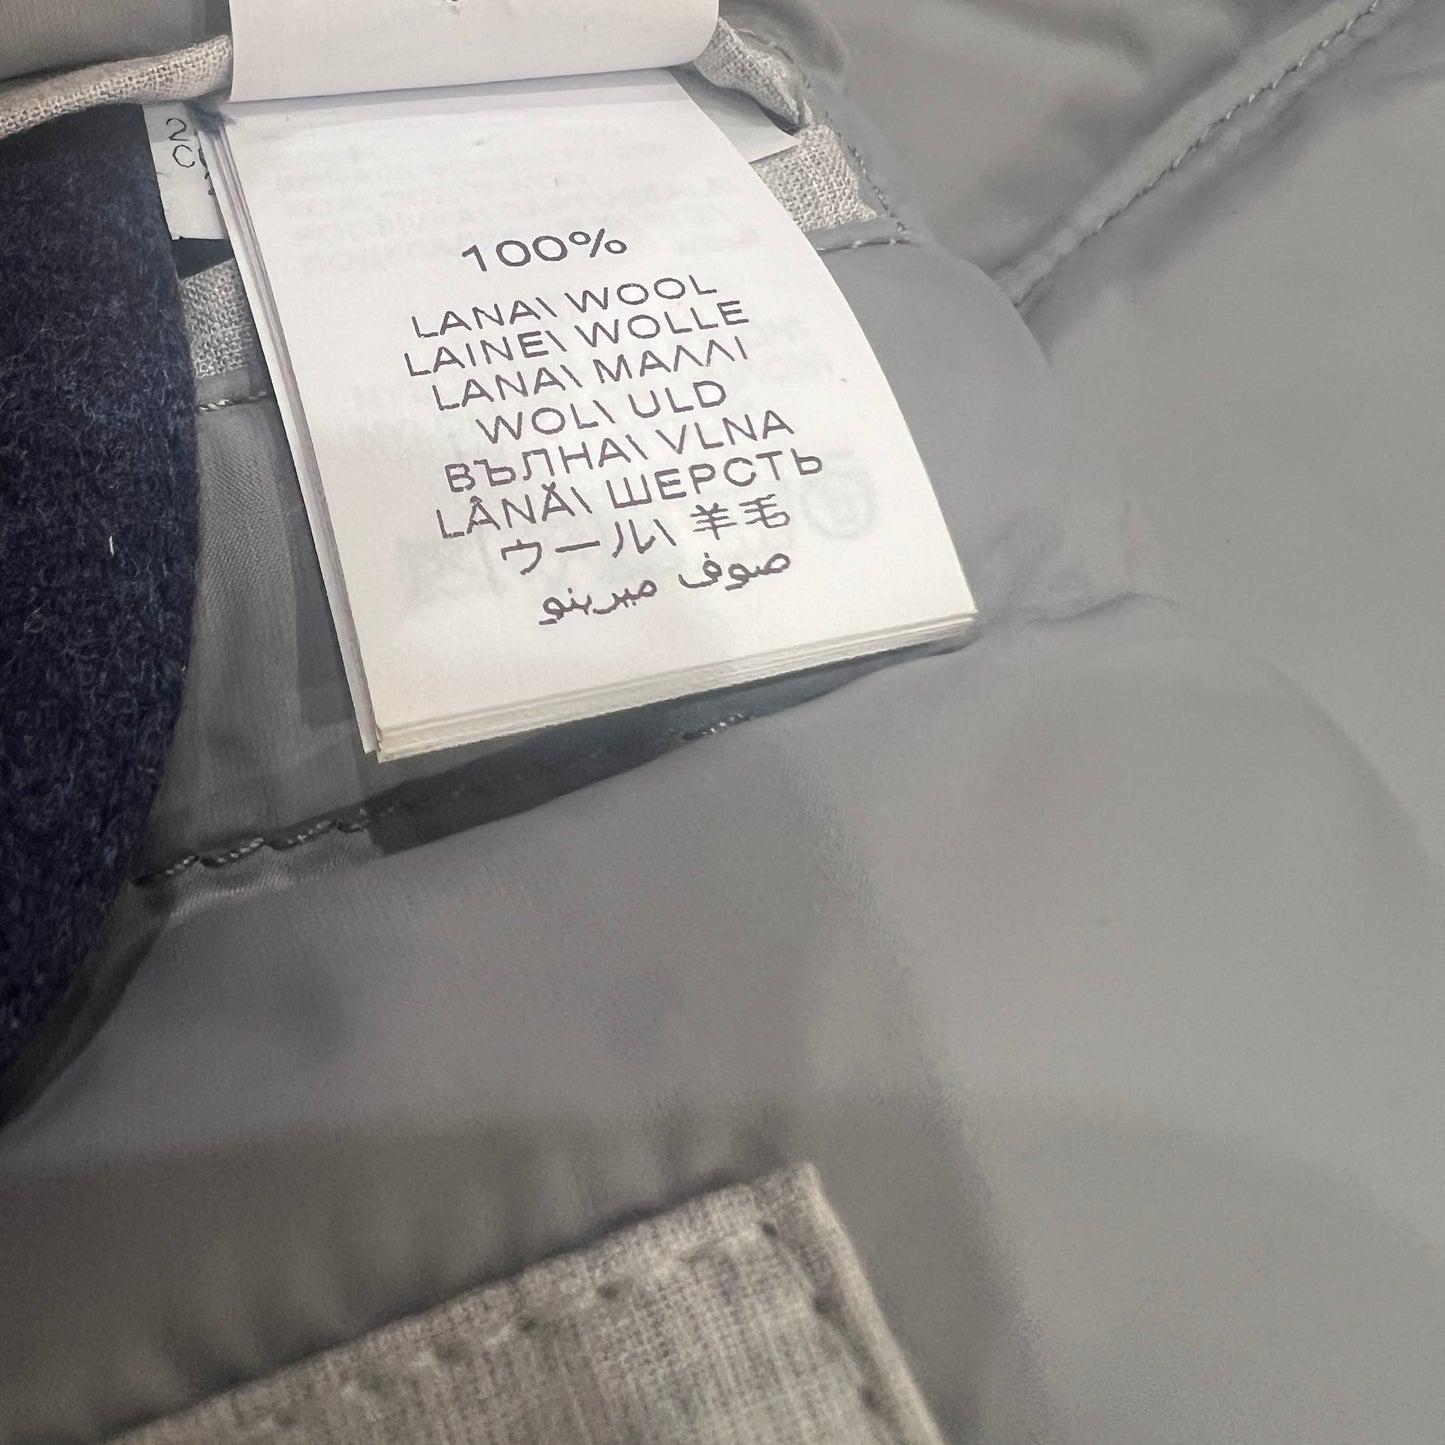 100%
LANA\ WOOL
LAINE\ WOLLE
LANA\ ΜΑΛΛΙ
WOL\ ULD
ВЪЛНА\ VLNA
LÂNĂ\ ШЕРСТЬ
ウール\ 羊毛
صوف ميرينو